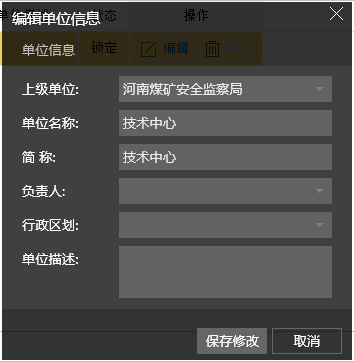 状态 操作
编辑单位信息
单位信息
锁定 编辑
上级单位: 河南煤矿安全监察局
单位名称: 技术中心
简 称: 技术中心
负责人:
行政区划:
单位描述:
保存修改 取消